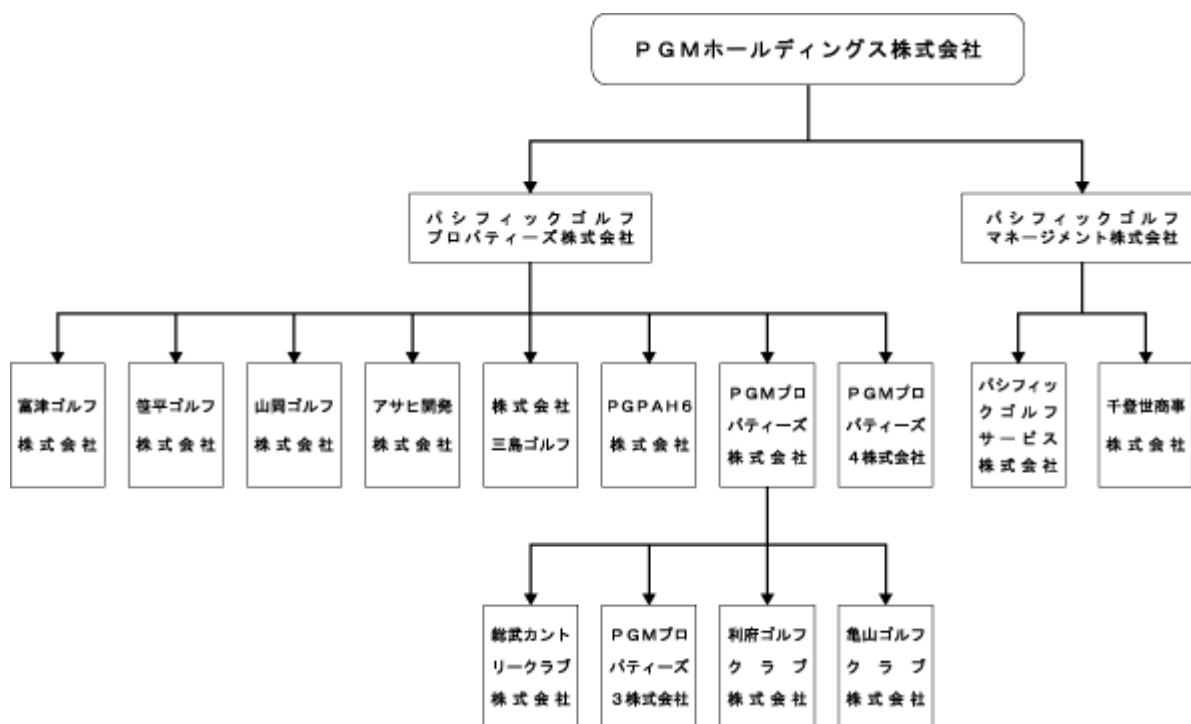 PGMホールディングス株式会社
パシフィックゴルフ
プロパティーズ株式会社
パシフィックゴルフ
マネージメント株式会社
富津ゴルフ
株式会社
笹平ゴルフ
株式会社
山岡ゴルフ
株式会社
アサヒ開発
株式会社
株式会社
三島ゴルフ
PGPAH6
株式会社
PGMプロ
パティーズ
株式会社
PGMプロ
パティーズ
4株式会社
パシフィッ
クゴルフ
サービス
株式会社
千登世商事
株式会社
総武カント
リークラブ
株式会社
PGMプロ
パティーズ
3株式会社
利府ゴルフ
クラブ
株式会社
亀山ゴルフ
クラブ
株式会社